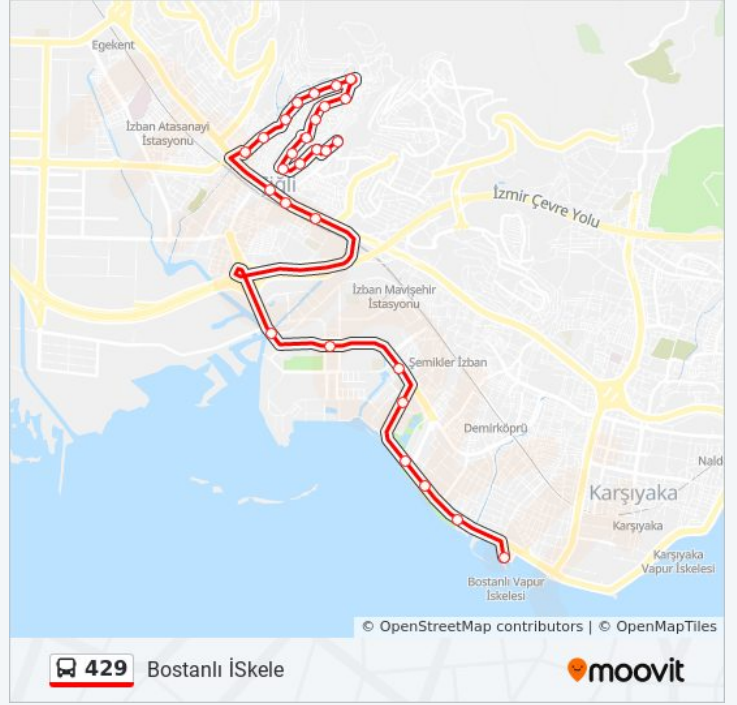 Egekent
İzban Atasanayi
İstasyonu
İzmir Çevre Yolu
İzban Mavişehir
İstasyonu
Şemikler İzban
Demirköprü
Nald
Karşıyaka
Karşıyaka
Karşıyaka
Vapur İskelesi
Bostanlı Vapur
İskelesi
© OpenStreetMap contributors | © OpenMapTiles
429 Bostanlı İSkele
moovit